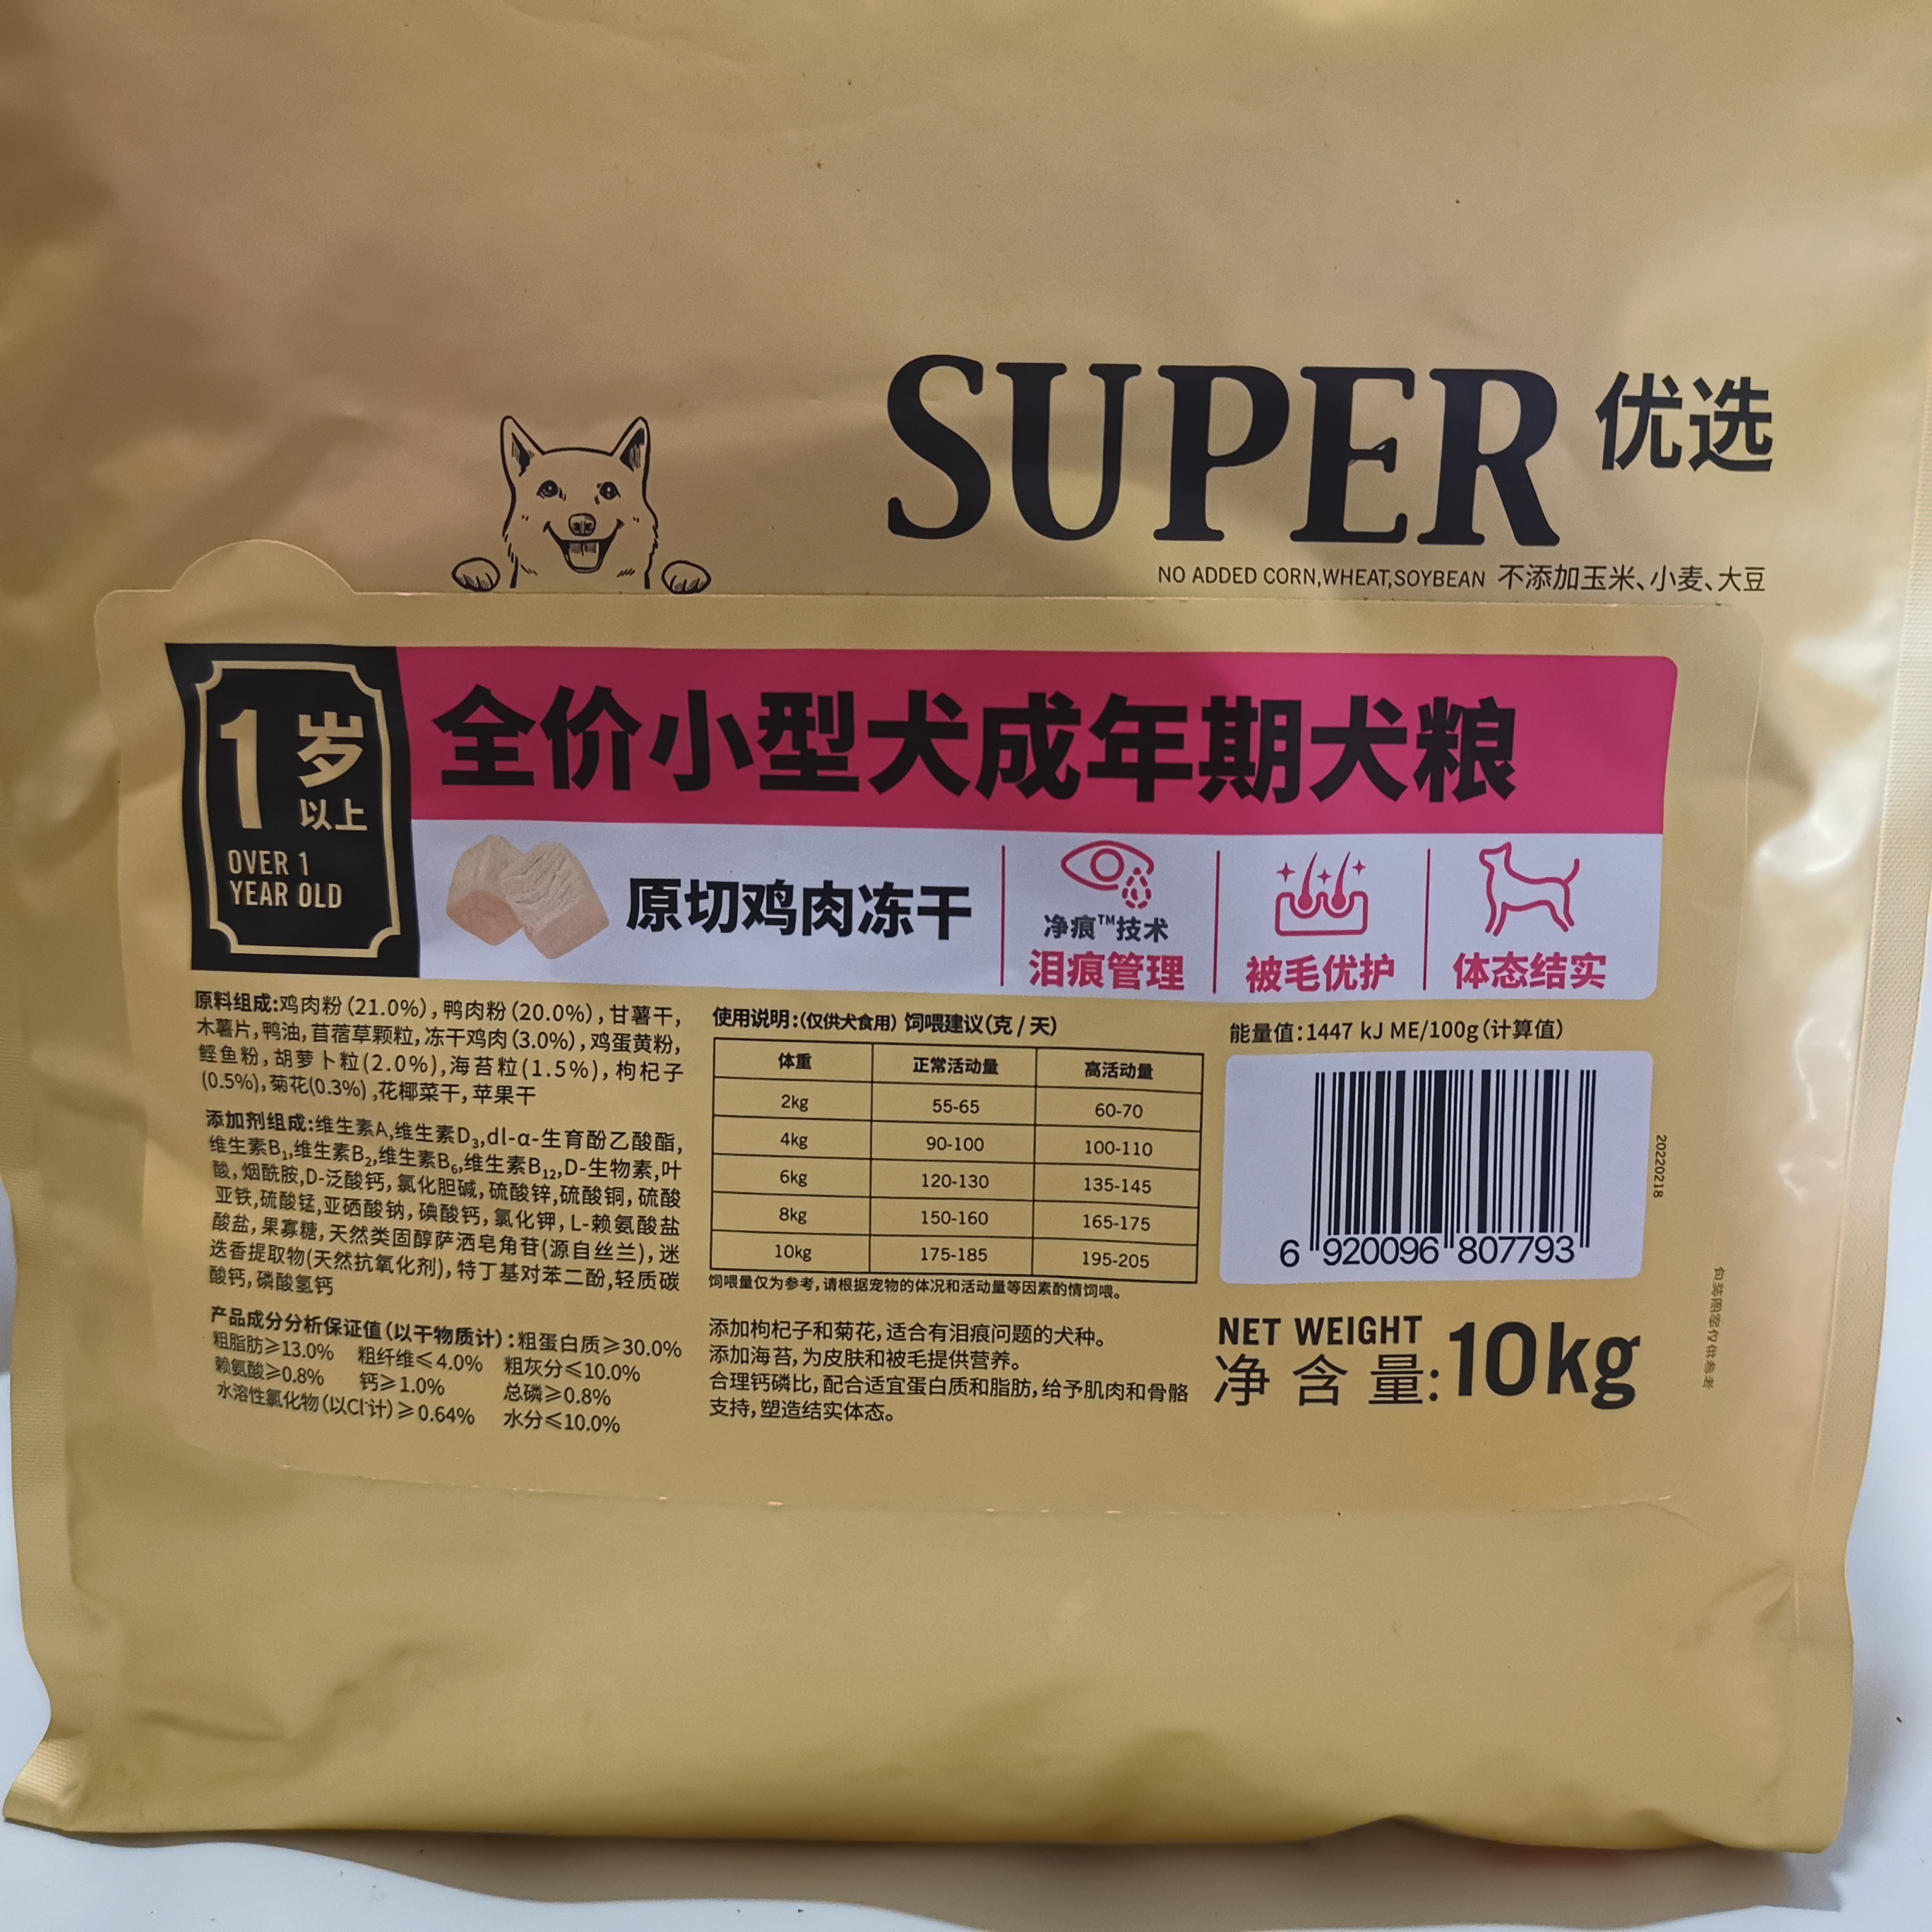 SUPER 优选
NO ADDED CORN,WHEAT,SOYBEAN 不添加玉米、小麦、大豆
1岁
以上
OVER 1
YEAR OLD
全价小型犬成年期犬粮
原切鸡肉冻干
净痕™技术
泪痕管理
被毛优护
体态结实
原料组成:鸡肉粉(21.0%),鸭肉粉(20.0%),甘薯干,
木薯片,鸭油,苜蓿草颗粒,冻干鸡肉(3.0%),鸡蛋黄粉,
鳀鱼粉,胡萝卜粒(2.0%),海苔粒(1.5%),枸杞子
(0.5%),菊花(0.3%),花椰菜干,苹果干
添加剂组成:维生素A,维生素D₃,dl-α-生育酚乙酸酯,
维生素B₁,维生素B₂,维生素B₆,维生素B₁₂,D-生物素,叶
酸,烟酰胺,D-泛酸钙,氯化胆碱,硫酸锌,硫酸铜,硫酸
亚铁,硫酸锰,亚硒酸钠,碘酸钙,氯化钾,L-赖氨酸盐
酸盐,果寡糖,天然类固醇萨洒皂角苷(源自丝兰),迷
迭香提取物(天然抗氧化剂),特丁基对苯二酚,轻质碳
酸钙,磷酸氢钙
产品成分分析保证值(以干物质计):粗蛋白质≥30.0%
粗脂肪≥13.0% 粗纤维≤4.0% 粗灰分≤10.0%
赖氨酸≥0.8% 钙≥1.0% 总磷≥0.8%
水溶性氯化物(以Cl⁻计)≥0.64% 水分≤10.0%
使用说明:(仅供犬食用) 饲喂建议(克/天)
体重 正常活动量 高活动量
2kg 55-65 60-70
4kg 90-100 100-110
6kg 120-130 135-145
8kg 150-160 165-175
10kg 175-185 195-205
饲喂量仅为参考,请根据宠物的体况和活动量等因素酌情饲喂。
添加枸杞子和菊花,适合有泪痕问题的犬种。
添加海苔,为皮肤和被毛提供营养。
合理钙磷比,配合适宜蛋白质和脂肪,给予肌肉和骨骼
支持,塑造结实体态。
能量值:1447 kJ ME/100g(计算值)
6 920096 807793
20220218
NET WEIGHT
净含量:10kg
包装图案仅供参考